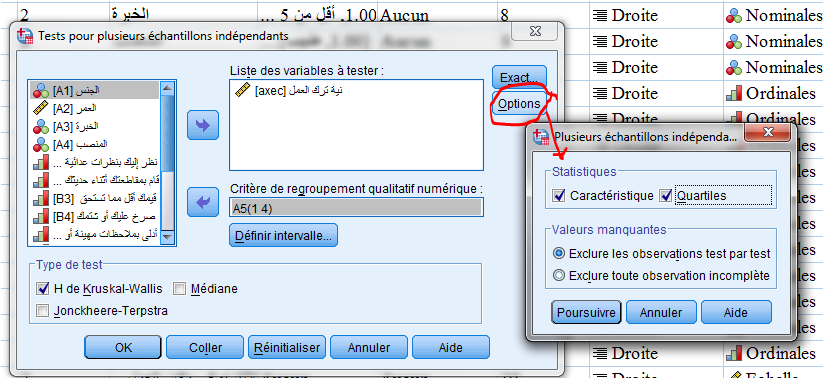 2 الخبرة 1.00, أقل من 5 ... Aucun 8 Droite Nominales
Droite Nominales
Droite Nominales
Droite Ordinales
Droite Ordinales
Droite Echelle
Tests pour plusieurs échantillons indépendants
[A1] الجنس
[A2] العمر
[A3] الخبرة
[A4] المنصب
نظر إليك بنظرات عدائية ...
قام بمقاطعتك أثناء حديثك ...
[B3] قيمك أقل مما تستحق
[B4] صرخ عليك أو شتمك
أدلى بملاحظات مهينة أو ...
Liste des variables à tester :
[axec] نية ترك العمل
Critère de regroupement qualitatif numérique :
A5(1 4)
Définir intervalle...
Exact...
Options
Type de test
H de Kruskal-Wallis Médiane
Jonckheere-Terpstra
OK Coller Réinitialiser Annuler Aide
Plusieurs échantillons indépenda...
Statistiques
Caractéristique Quartiles
Valeurs manquantes
Exclure les observations test par test
Exclure toute observation incomplète
Poursuivre Annuler Aide